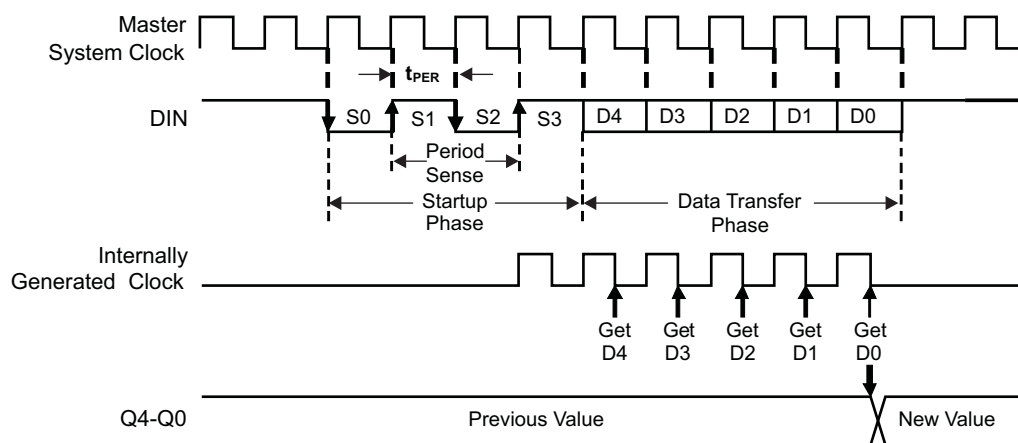 Master
System Clock
tPER
DIN
S0 S1 S2 S3 D4 D3 D2 D1 D0
Period
Sense
Startup
Phase
Data Transfer
Phase
Internally
Generated Clock
Get
D4
Get
D3
Get
D2
Get
D1
Get
D0
Q4-Q0
Previous Value
New Value